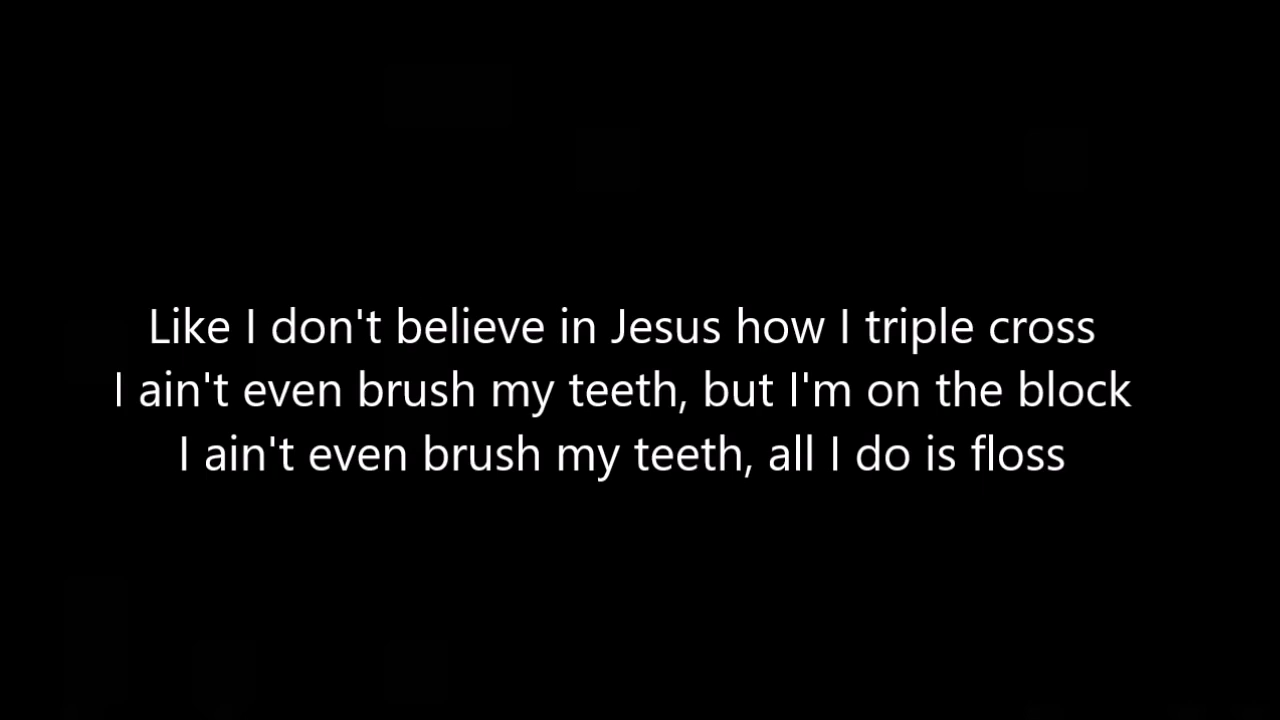 Like I don't believe in Jesus how I triple cross
I ain't even brush my teeth, but I'm on the block
I ain't even brush my teeth, all I do is floss